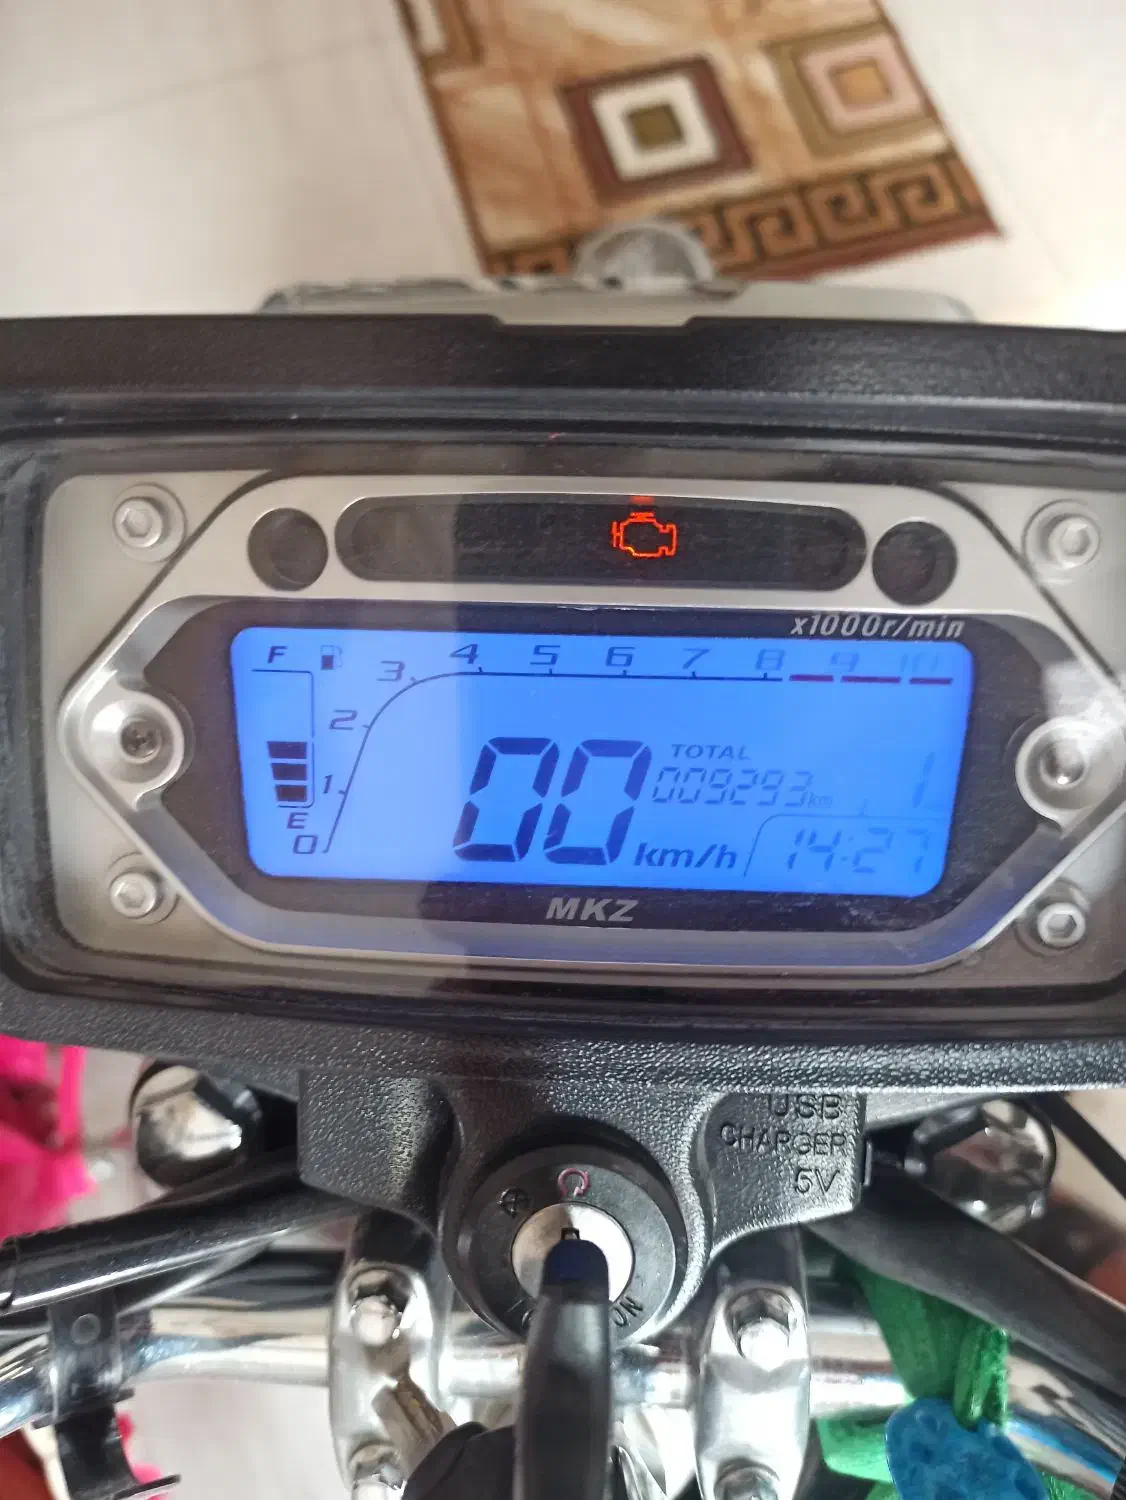 x1000r/min
F
3 4 5 6 7 8 9 10
2
1
0
E
TOTAL
009293km
00 km/h
1
14:27
MKZ
USB
CHARGER
5V
ON